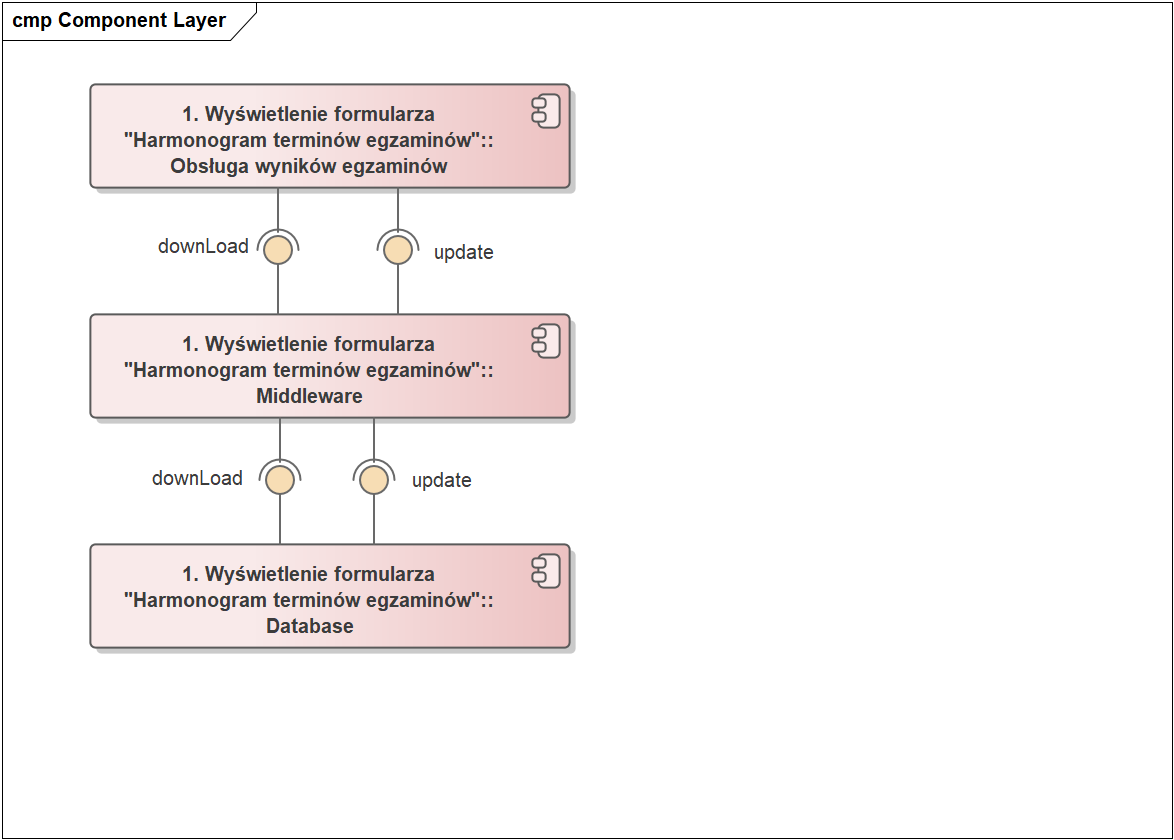 cmp Component Layer
1. Wyświetlenie formularza
"Harmonogram terminów egzaminów"::
Obsługa wyników egzaminów
downLoad
update
1. Wyświetlenie formularza
"Harmonogram terminów egzaminów"::
Middleware
downLoad
update
1. Wyświetlenie formularza
"Harmonogram terminów egzaminów"::
Database